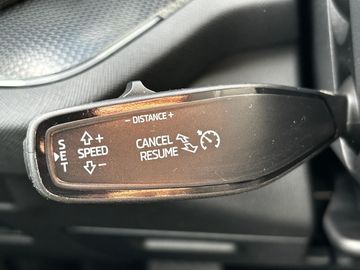 - DISTANCE +
S
E
T
+
SPEED
-
CANCEL
RESUME